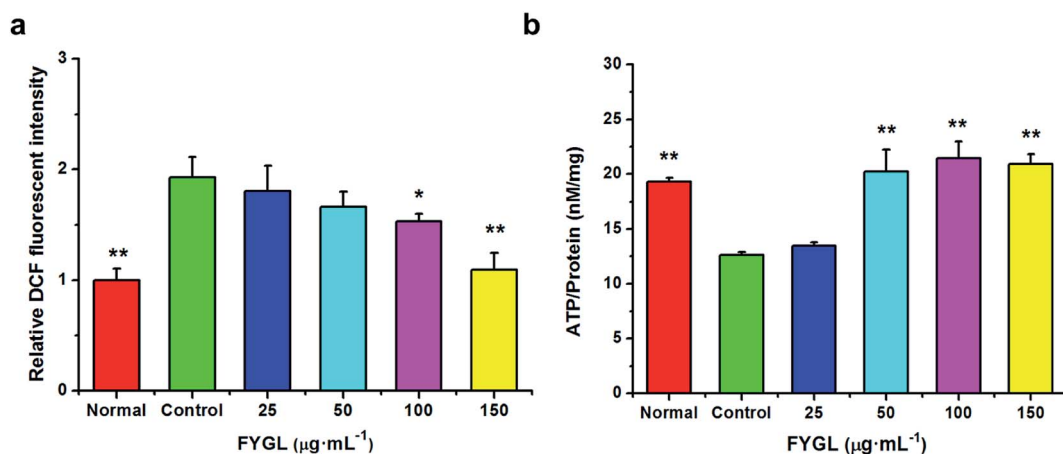 a
Relative DCF fluorescent intensity
3
2
1
0
**
*
**
Normal Control 25 50 100 150
FYGL (μg·mL⁻¹)
b
ATP/Protein (nM/mg)
30
25
20
15
10
5
0
**
**
**
**
Normal Control 25 50 100 150
FYGL (μg·mL⁻¹)